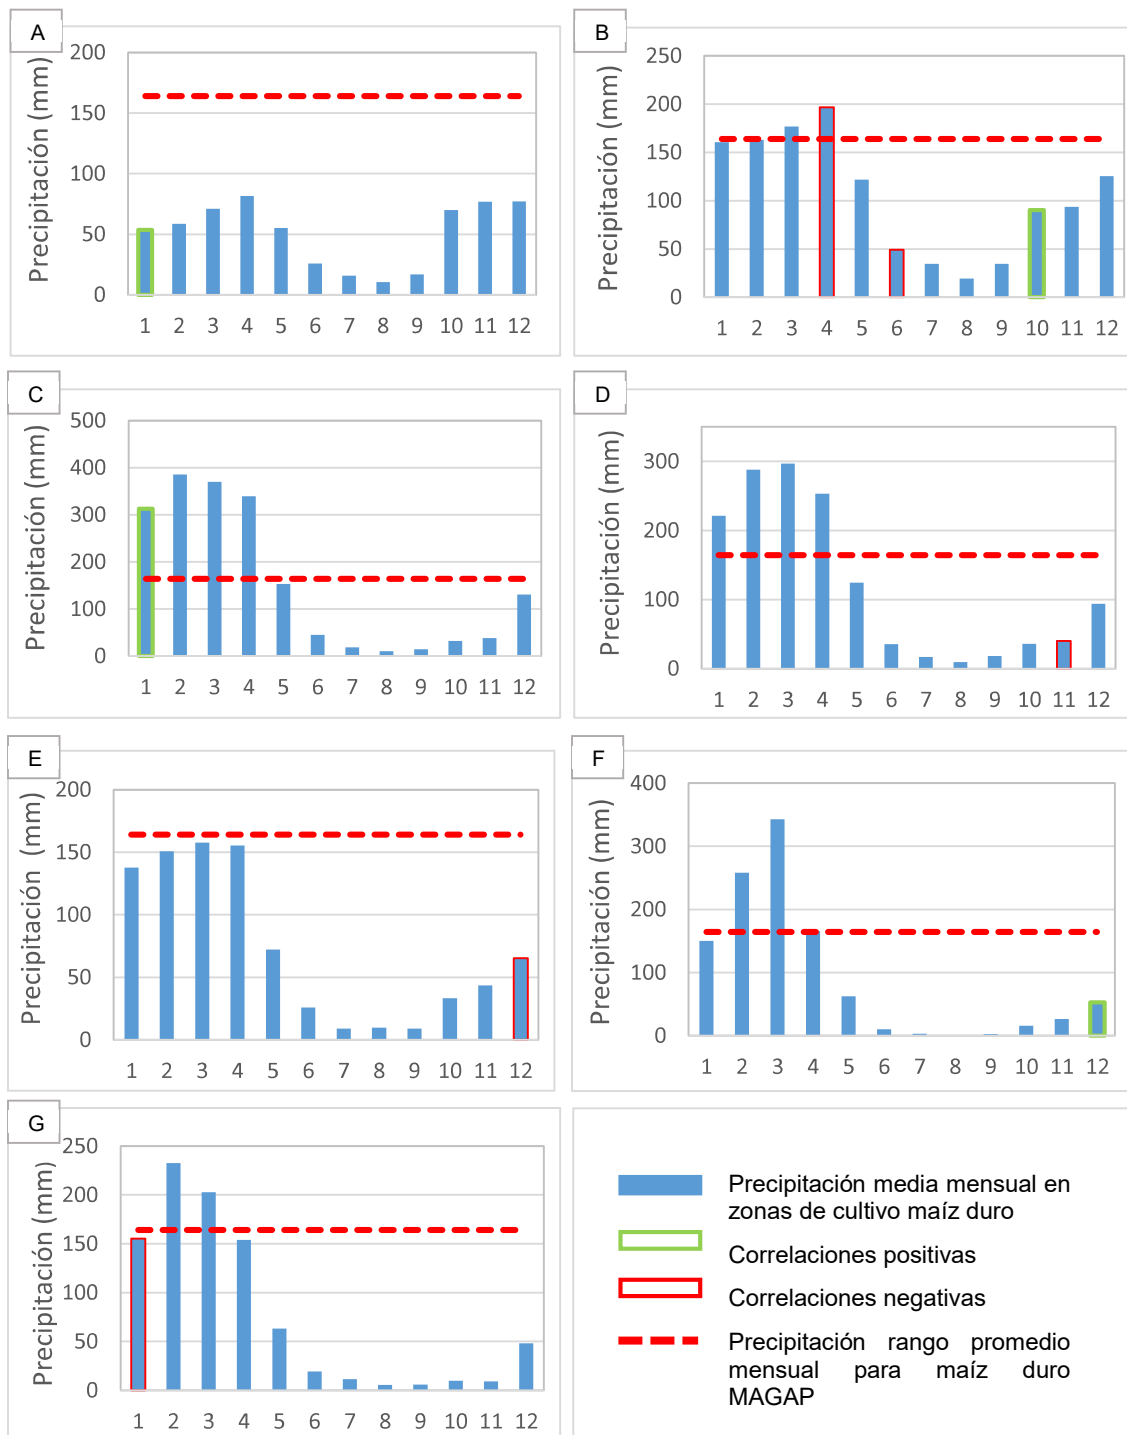 A
Precipitación (mm)
200
150
100
50
0
1 2 3 4 5 6 7 8 9 10 11 12
B
Precipitación (mm)
250
200
150
100
50
0
1 2 3 4 5 6 7 8 9 10 11 12
C
Precipitación (mm)
500
400
300
200
100
0
1 2 3 4 5 6 7 8 9 10 11 12
D
Precipitación (mm)
300
200
100
0
1 2 3 4 5 6 7 8 9 10 11 12
E
Precipitación (mm)
200
150
100
50
0
1 2 3 4 5 6 7 8 9 10 11 12
F
Precipitación (mm)
400
300
200
100
0
1 2 3 4 5 6 7 8 9 10 11 12
G
Precipitación (mm)
250
200
150
100
50
0
1 2 3 4 5 6 7 8 9 10 11 12
Precipitación media mensual en
zonas de cultivo maíz duro
Correlaciones positivas
Correlaciones negativas
Precipitación rango promedio
mensual para maíz duro
MAGAP